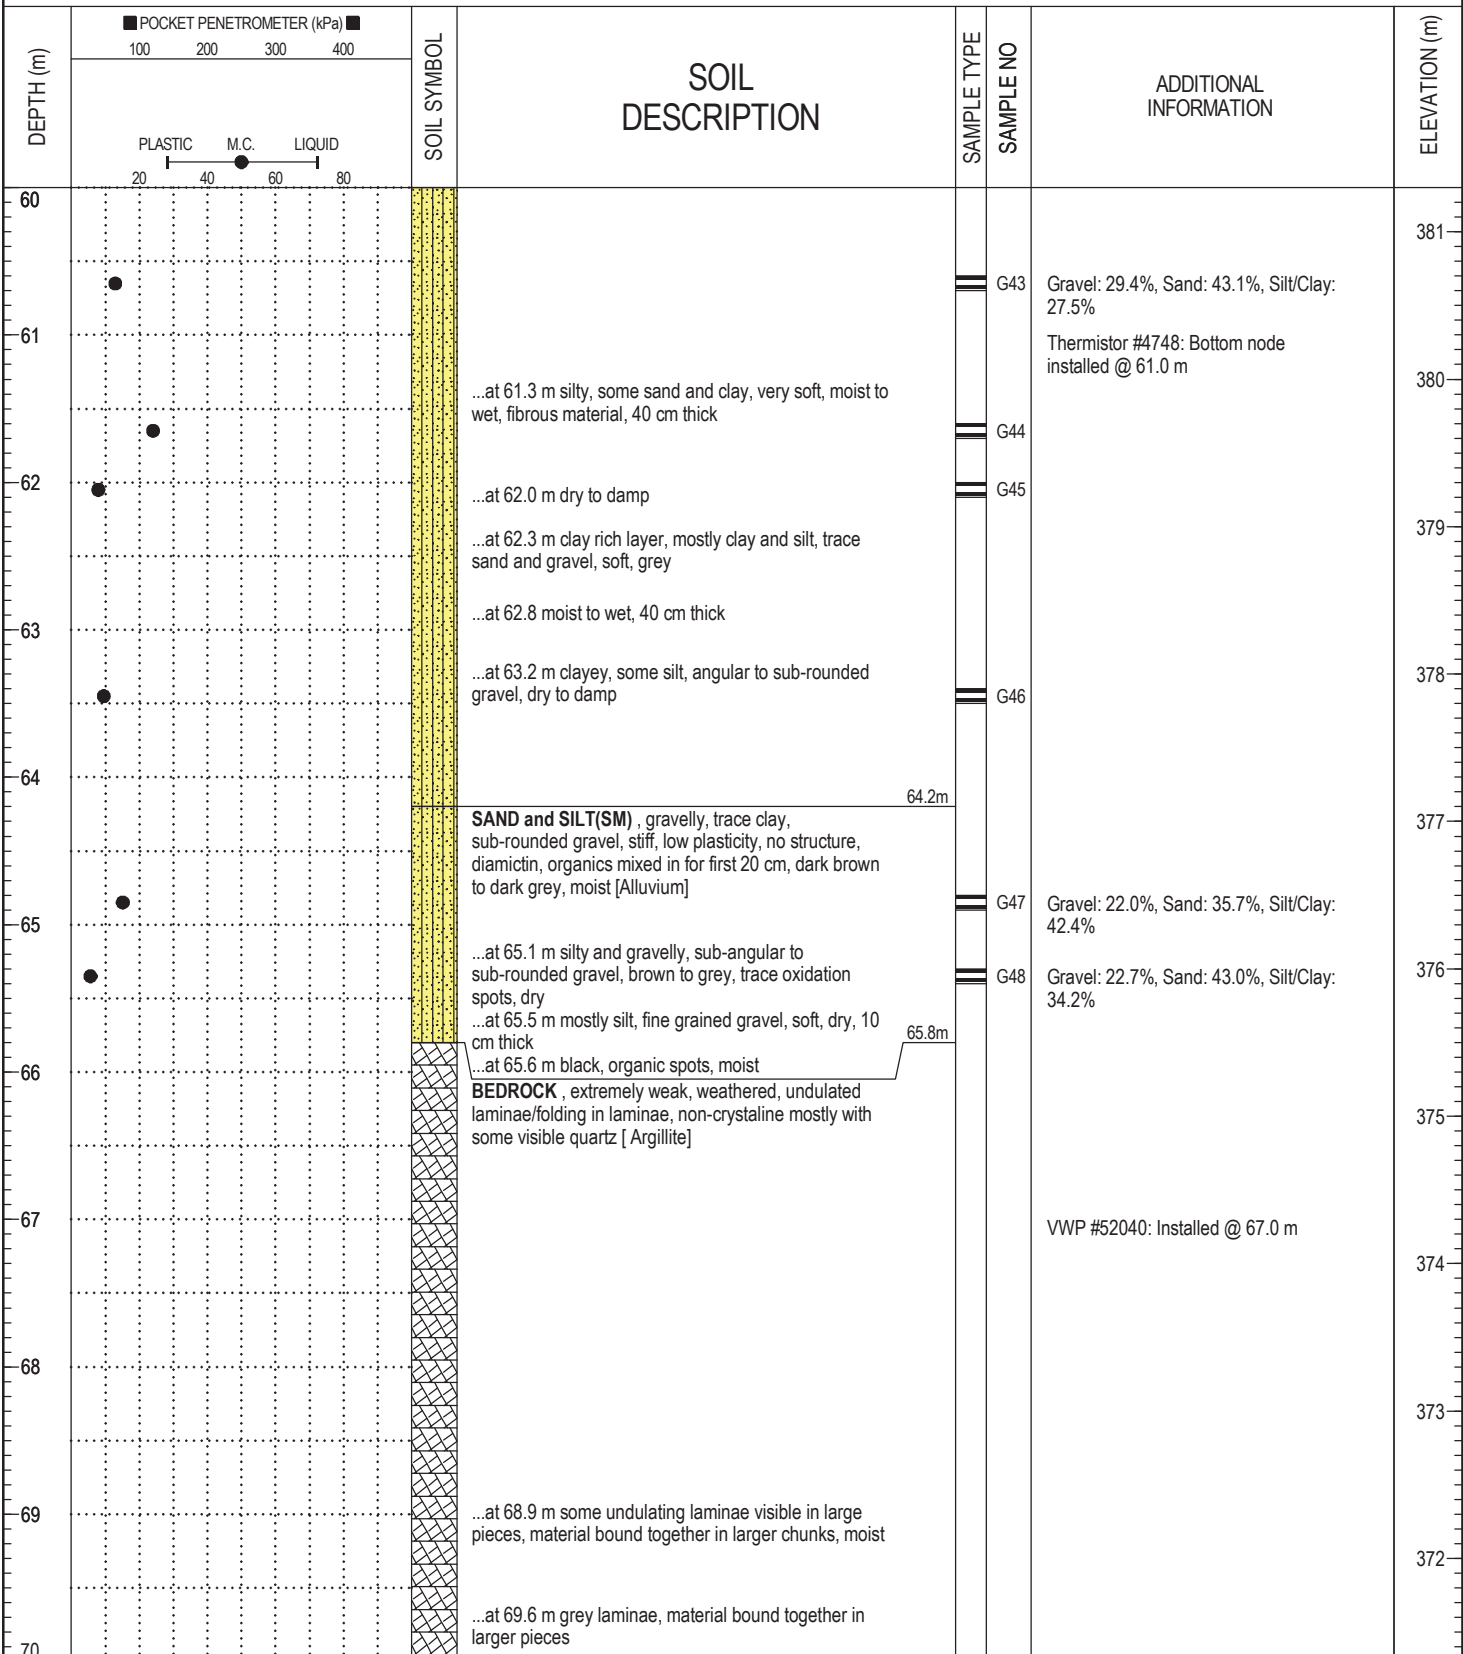 ■ POCKET PENETROMETER (kPa) ■
100 200 300 400
DEPTH (m)
PLASTIC M.C. LIQUID
20 40 60 80
SOIL SYMBOL
SOIL
DESCRIPTION
SAMPLE TYPE
SAMPLE NO
ADDITIONAL
INFORMATION
ELEVATION (m)
60
381
G43 Gravel: 29.4%, Sand: 43.1%, Silt/Clay:
27.5%
61
Thermistor #4748: Bottom node
installed @ 61.0 m
380
...at 61.3 m silty, some sand and clay, very soft, moist to
wet, fibrous material, 40 cm thick
G44
62
...at 62.0 m dry to damp
G45
379
...at 62.3 m clay rich layer, mostly clay and silt, trace
sand and gravel, soft, grey
...at 62.8 moist to wet, 40 cm thick
63
...at 63.2 m clayey, some silt, angular to sub-rounded
gravel, dry to damp
378
G46
64
64.2m
SAND and SILT(SM) , gravelly, trace clay,
sub-rounded gravel, stiff, low plasticity, no structure,
diamictin, organics mixed in for first 20 cm, dark brown
to dark grey, moist [Alluvium]
377
G47 Gravel: 22.0%, Sand: 35.7%, Silt/Clay:
42.4%
65
...at 65.1 m silty and gravelly, sub-angular to
sub-rounded gravel, brown to grey, trace oxidation
spots, dry
376
G48 Gravel: 22.7%, Sand: 43.0%, Silt/Clay:
34.2%
...at 65.5 m mostly silt, fine grained gravel, soft, dry, 10
cm thick
65.8m
...at 65.6 m black, organic spots, moist
66
BEDROCK , extremely weak, weathered, undulated
laminae/folding in laminae, non-crystaline mostly with
some visible quartz [ Argillite]
375
67
VWP #52040: Installed @ 67.0 m
374
68
373
69
...at 68.9 m some undulating laminae visible in large
pieces, material bound together in larger chunks, moist
372
...at 69.6 m grey laminae, material bound together in
larger pieces
70